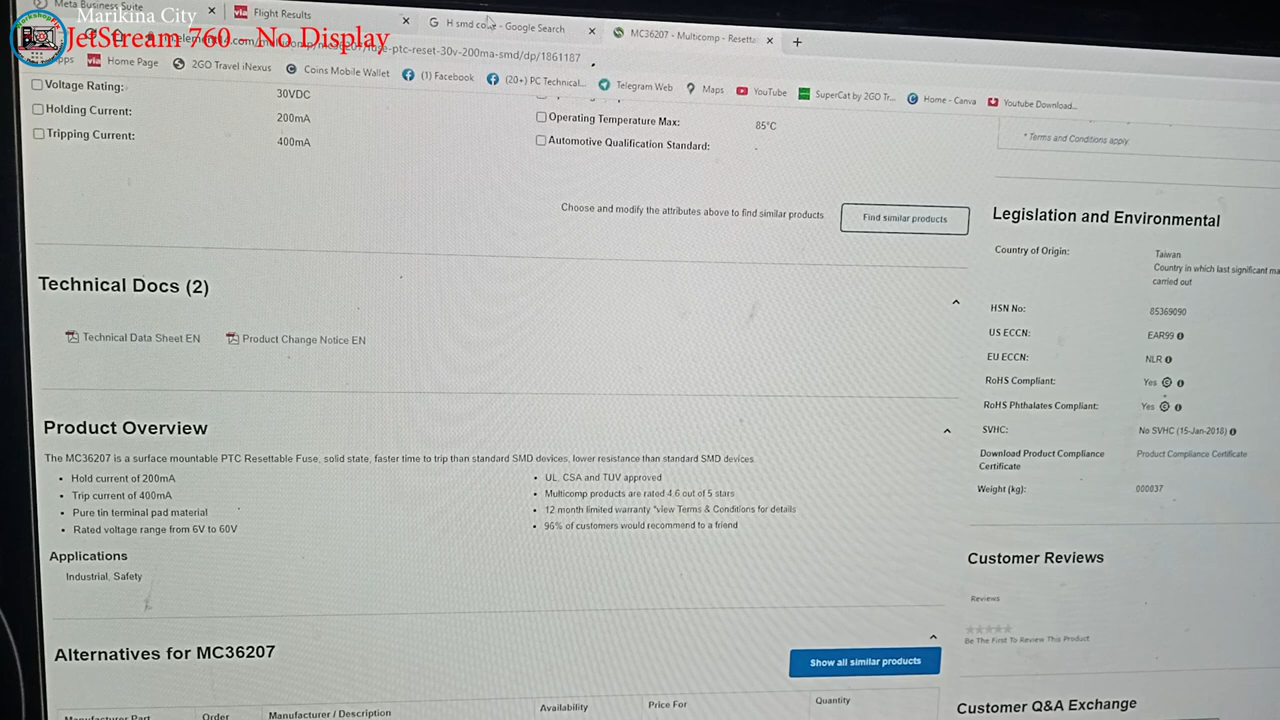 Meta Business Suite
Flight Results
H smd code - Google Search
MC36207 - Multicomp - Resetta
Marikina City
JetStream 760 - No Display
fuse-ptc-reset-30v-200ma-smd/dp/1861187
Home Page
2GO Travel iNexus
Coins Mobile Wallet
(1) Facebook
(20+) PC Technical...
Telegram Web
Maps
YouTube
SuperCat by 2GO Tr...
Home - Canva
Youtube Download...
Voltage Rating:
30VDC
Holding Current:
200mA
Tripping Current:
400mA
Operating Temperature Max:
85°C
Automotive Qualification Standard:
-
* Terms and Conditions apply
Choose and modify the attributes above to find similar products
Find similar products
Technical Docs (2)
Technical Data Sheet EN
Product Change Notice EN
Product Overview
The MC36207 is a surface mountable PTC Resettable Fuse, solid state, faster time to trip than standard SMD devices, lower resistance than standard SMD devices
• Hold current of 200mA
• Trip current of 400mA
• Pure tin terminal pad material
• Rated voltage range from 6V to 60V
• UL, CSA and TUV approved
• Multicomp products are rated 4.6 out of 5 stars
• 12 month limited warranty *view Terms & Conditions for details
• 96% of customers would recommend to a friend
Applications
Industrial, Safety
Alternatives for MC36207
Show all similar products
Manufacturer Part
Order
Manufacturer / Description
Availability
Price For
Quantity
Legislation and Environmental
Country of Origin:
Taiwan
Country in which last significant ma
carried out
HSN No:
85369090
US ECCN:
EAR99
EU ECCN:
NLR
RoHS Compliant:
Yes
RoHS Phthalates Compliant:
Yes
SVHC:
No SVHC (15-Jan-2018)
Download Product Compliance
Certificate
Product Compliance Certificate
Weight (kg):
.000037
Customer Reviews
Reviews
Be The First To Review This Product
Customer Q&A Exchange